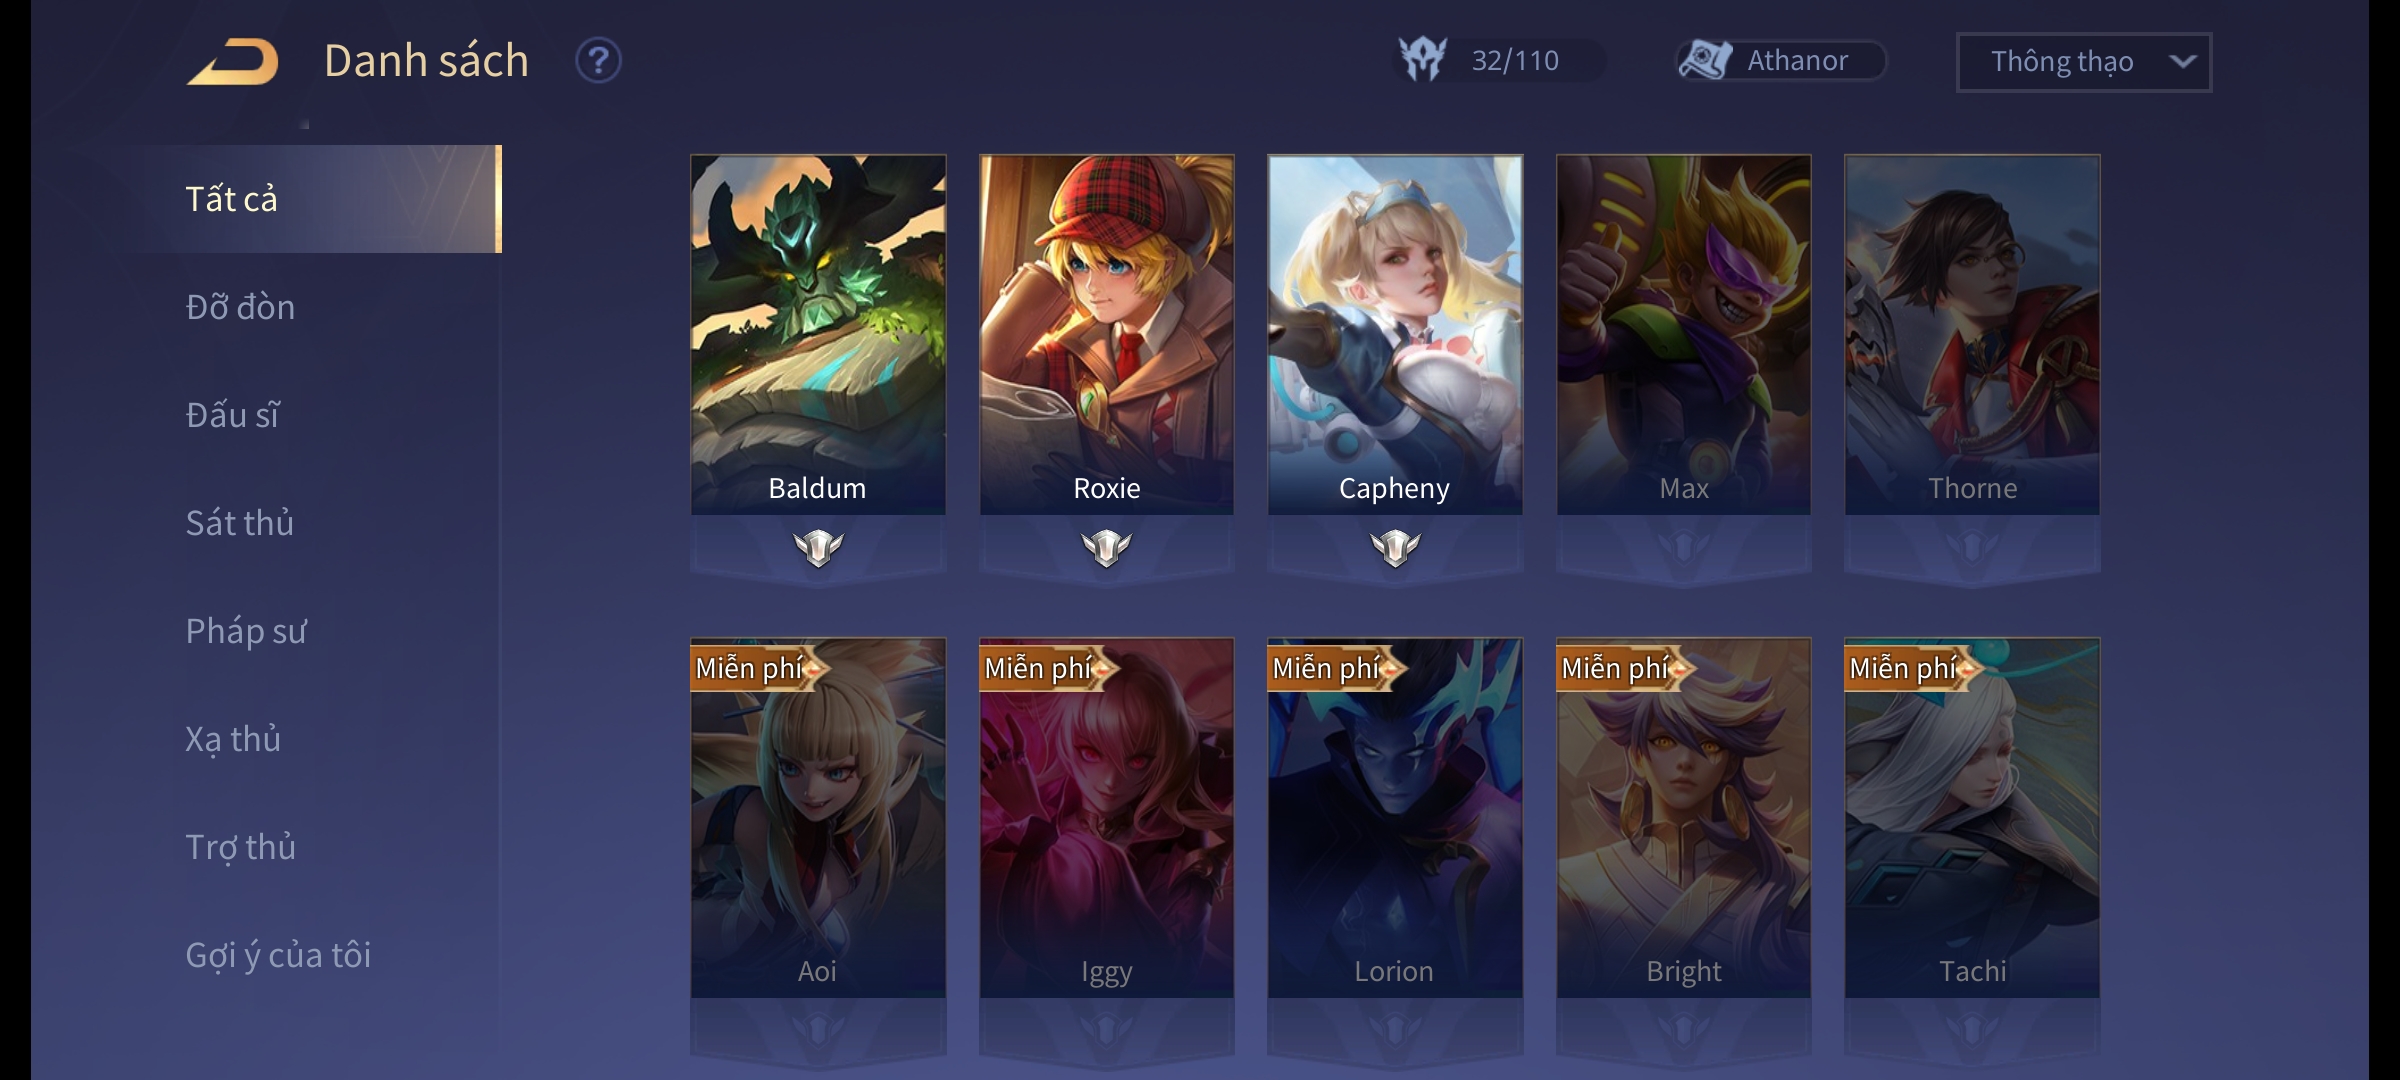 Danh sách
?
32/110
Athanor
Thông thạo
Tất cả
Đỡ đòn
Đấu sĩ
Sát thủ
Pháp sư
Xạ thủ
Trợ thủ
Gợi ý của tôi
Baldum
Roxie
Capheny
Max
Thorne
Miễn phí
Miễn phí
Miễn phí
Miễn phí
Miễn phí
Aoi
Iggy
Lorion
Bright
Tachi